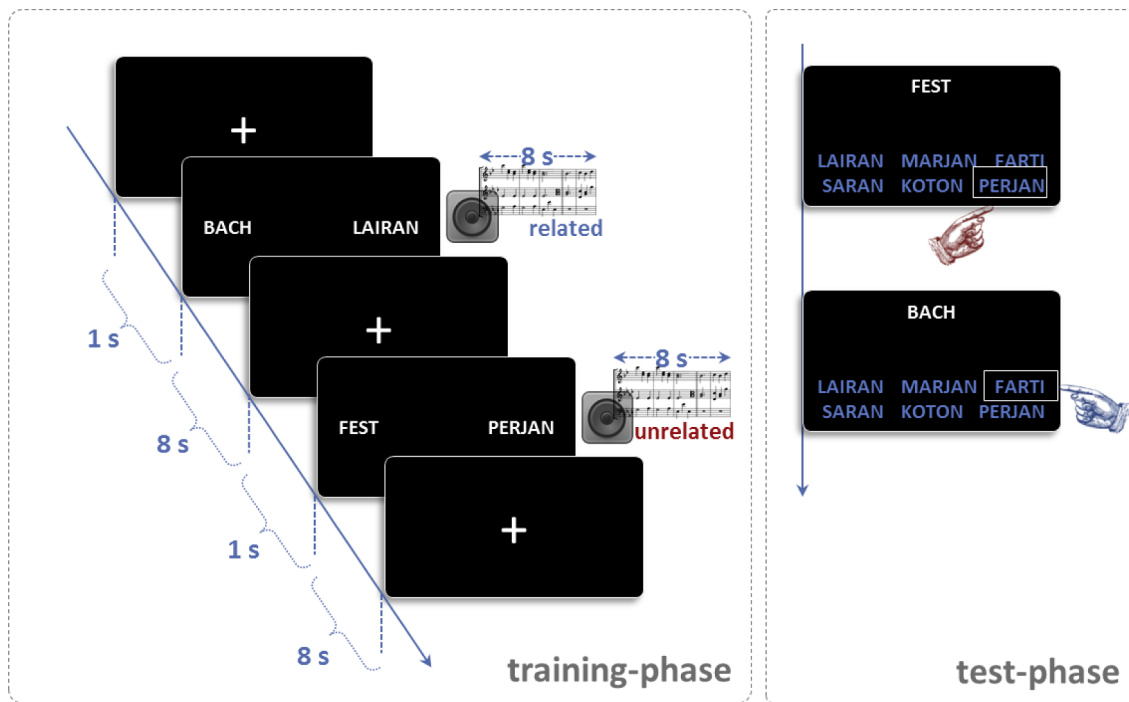 +
8 s
BACH LAIRAN
related
+
1 s
8 s
FEST PERJAN
unrelated
8 s
+
1 s
8 s
training-phase
FEST
LAIRAN MARJAN FARTI
SARAN KOTON PERJAN
BACH
LAIRAN MARJAN FARTI
SARAN KOTON PERJAN
test-phase